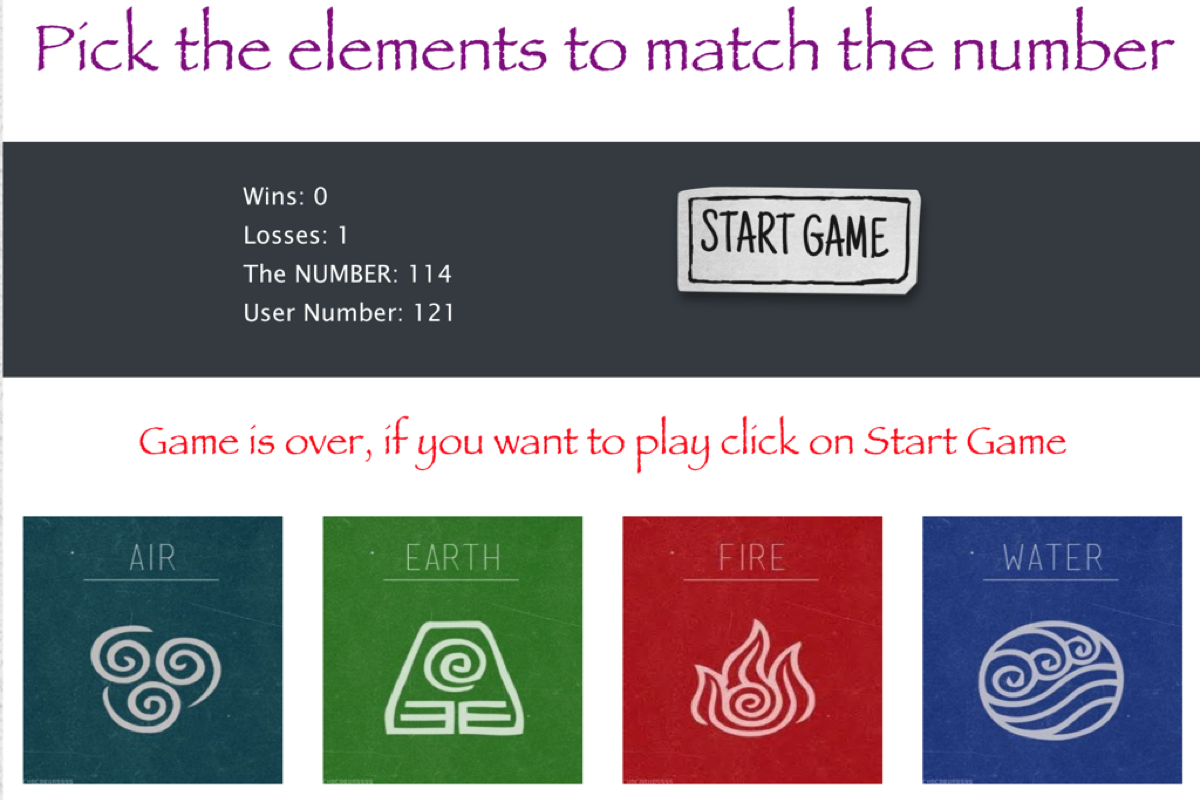 Pick the elements to match the number
Wins: 0
Losses: 1
The NUMBER: 114
User Number: 121
START GAME
Game is over, if you want to play click on Start Game
AIR
EARTH
FIRE
WATER